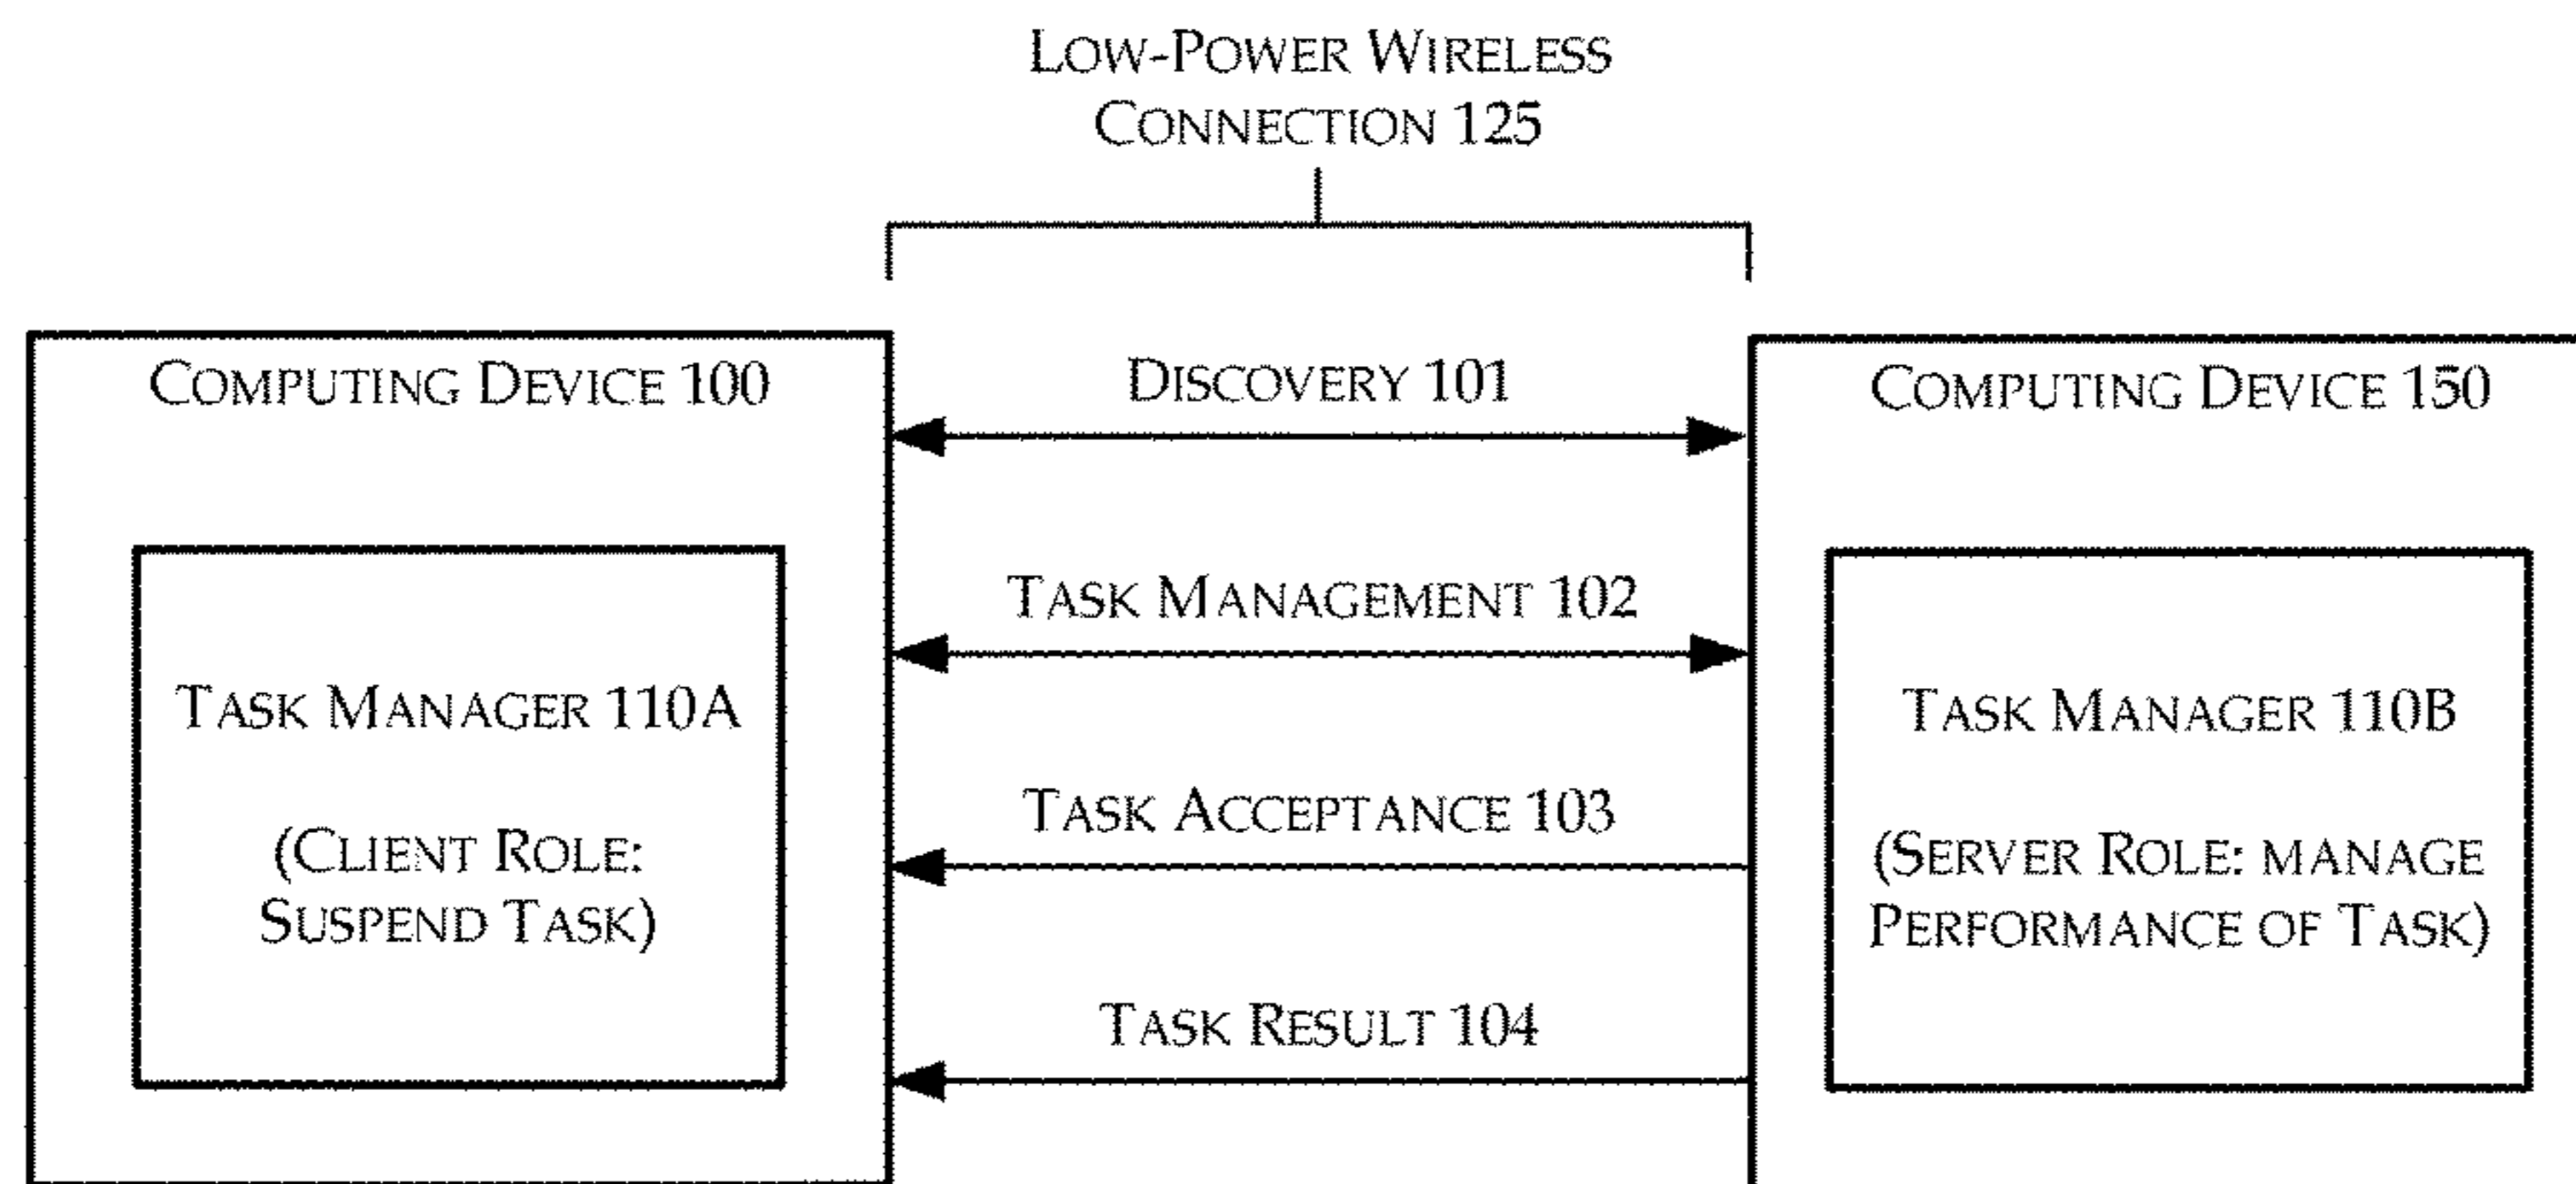 LOW-POWER WIRELESS
CONNECTION 125
COMPUTING DEVICE 100
DISCOVERY 101
COMPUTING DEVICE 150
TASK MANAGEMENT 102
TASK MANAGER 110A
(CLIENT ROLE:
SUSPEND TASK)
TASK ACCEPTANCE 103
TASK RESULT 104
TASK MANAGER 110B
(SERVER ROLE: MANAGE
PERFORMANCE OF TASK)